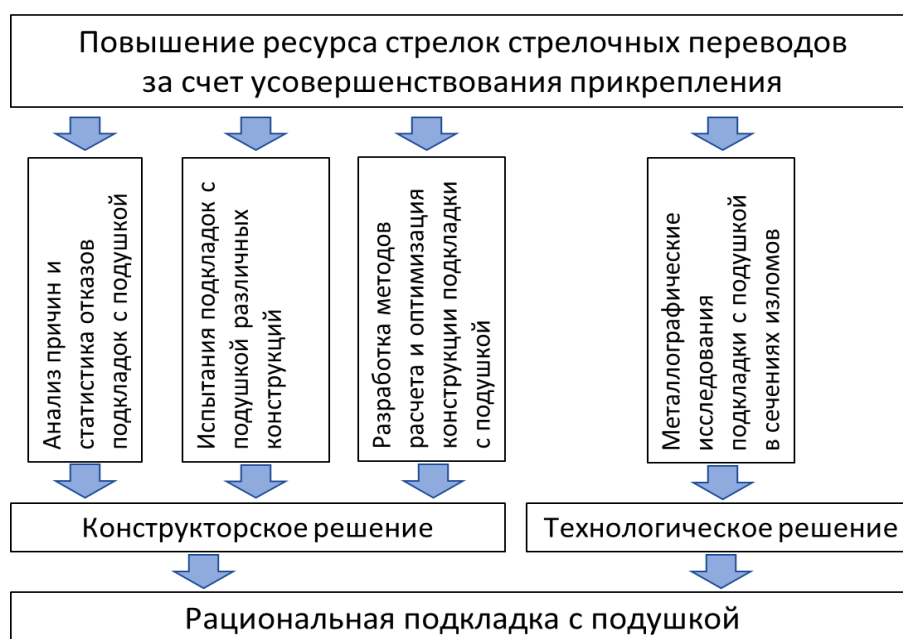 Повышение ресурса стрелок стрелочных переводов
за счет усовершенствования прикрепления
Анализ причин и
статистика отказов
подкладок с подушкой
Испытания подкладок с
подушкой различных
конструкций
Разработка методов
расчета и оптимизация
конструкции подкладки
с подушкой
Металлографические
исследования
подкладки с подушкой
в сечениях изломов
Конструкторское решение
Технологическое решение
Рациональная подкладка с подушкой